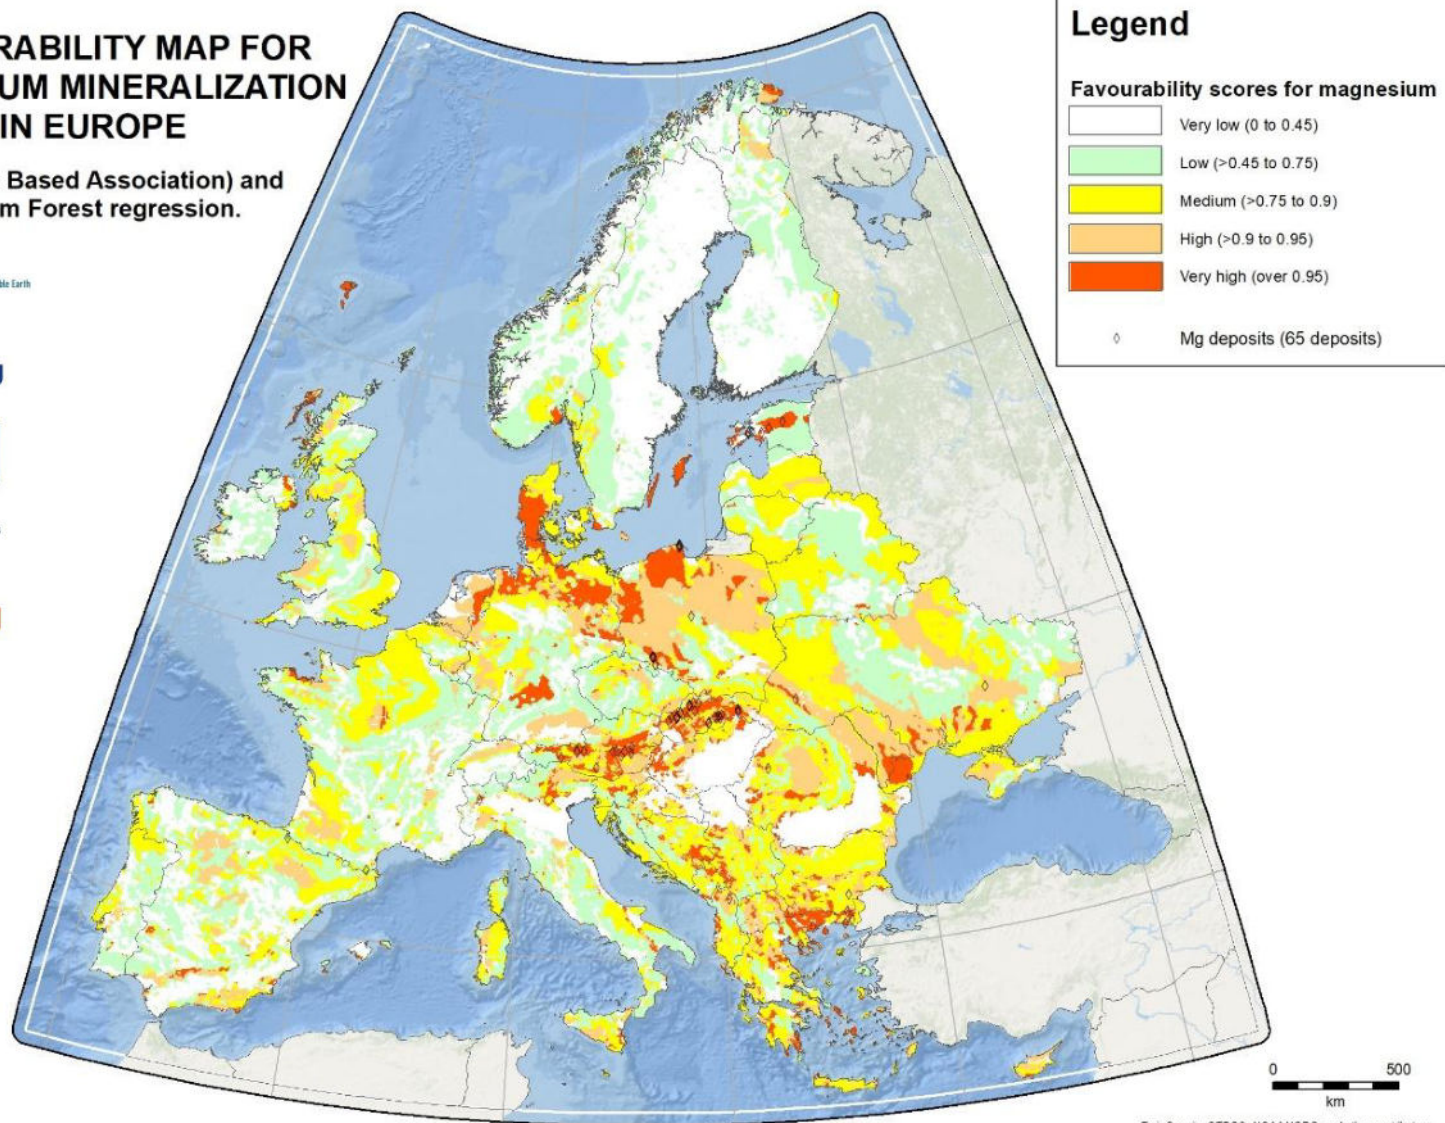 RABILITY MAP FOR
UM MINERALIZATION
IN EUROPE
Based Association) and
m Forest regression.
ble Earth
Legend
Favourability scores for magnesium
Very low (0 to 0.45)
Low (>0.45 to 0.75)
Medium (>0.75 to 0.9)
High (>0.9 to 0.95)
Very high (over 0.95)
Mg deposits (65 deposits)
0 500
km